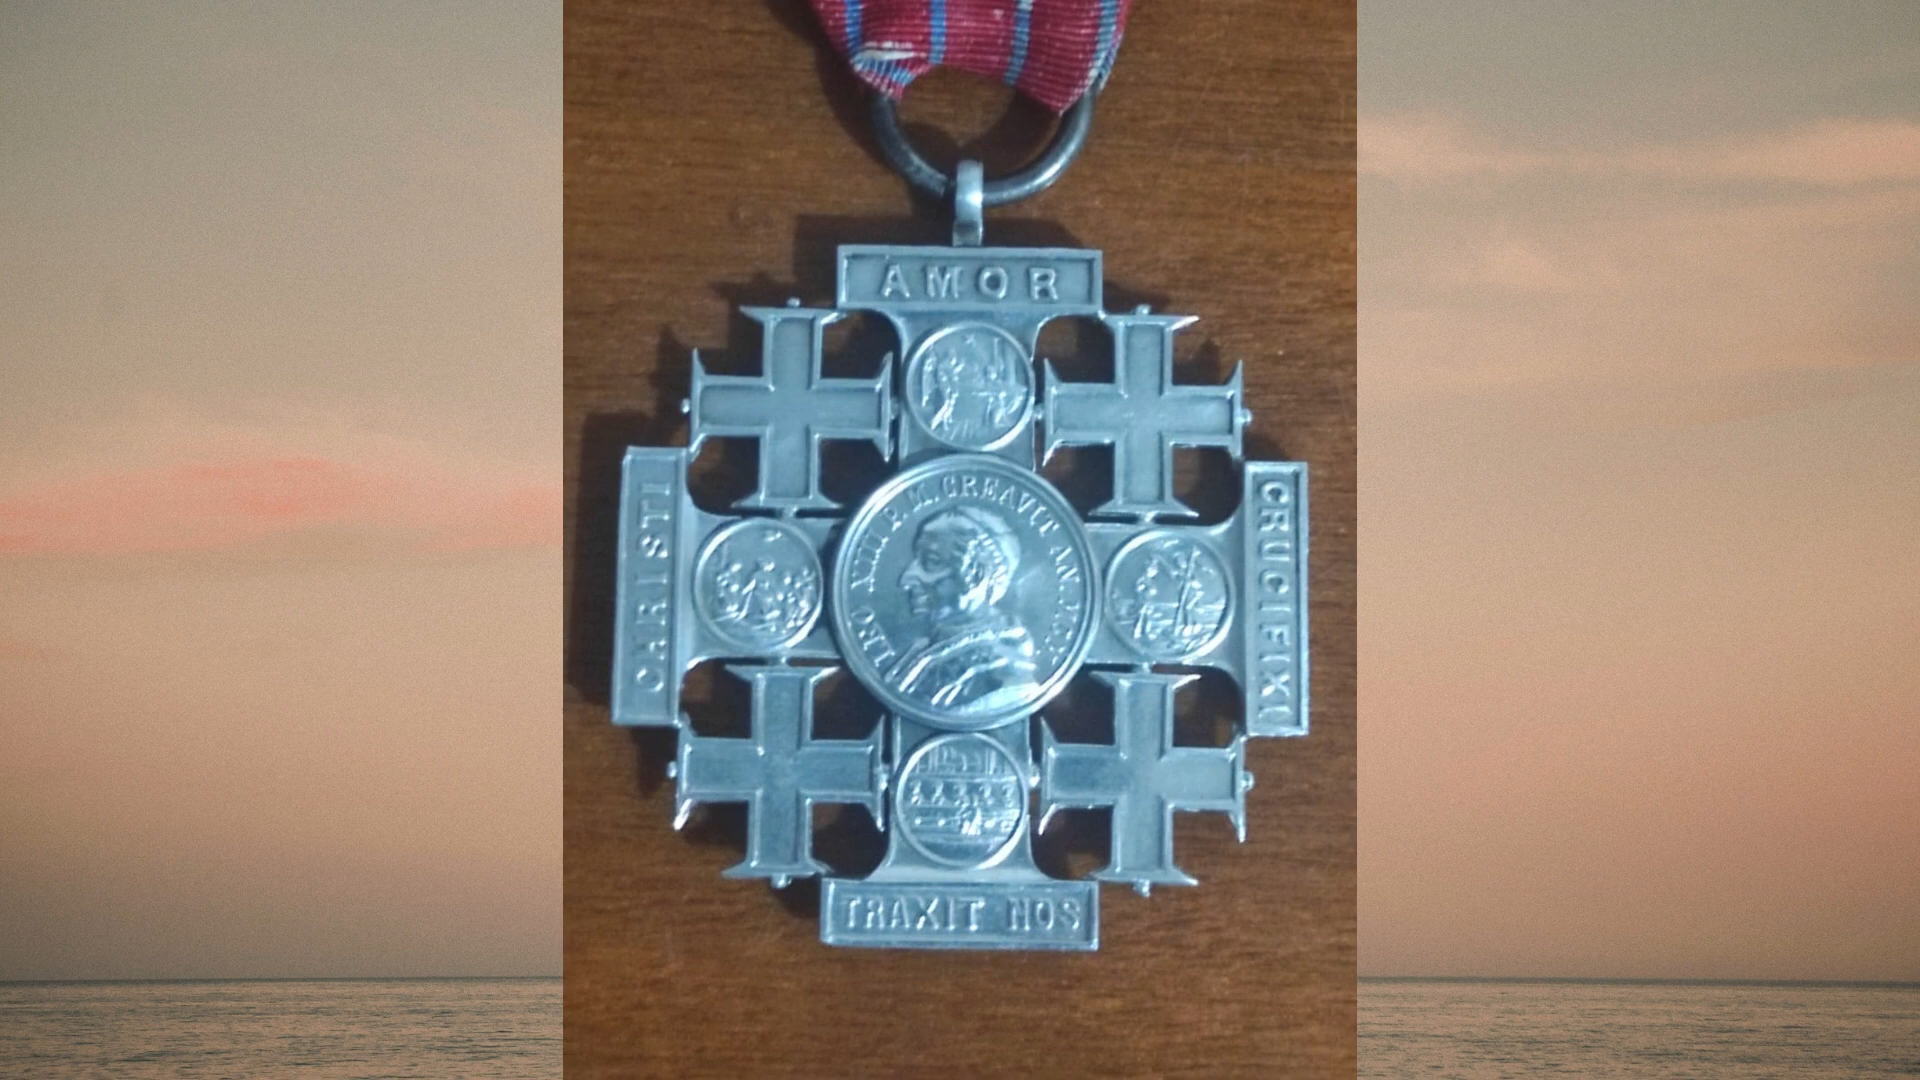 AMOR
CHRISTI
LEO XIII P. M. CREAVIT AN.
CRUCIFIXI
TRAXIT NOS